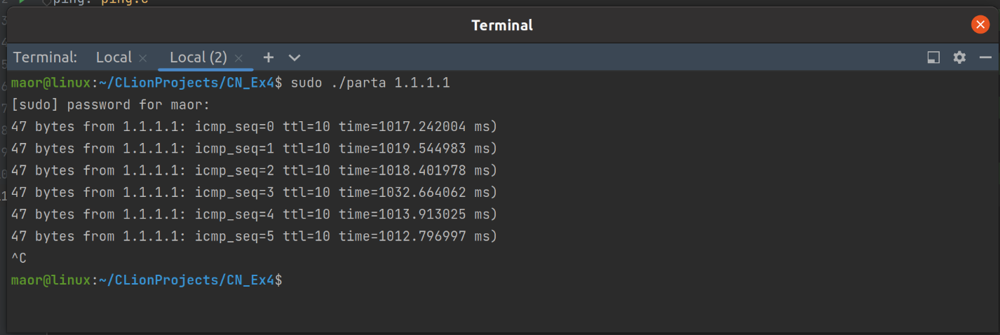 ping: ping.c
Terminal
Terminal: Local × Local (2) × +
maor@linux:~/CLionProjects/CN_Ex4$ sudo ./parta 1.1.1.1
[sudo] password for maor:
47 bytes from 1.1.1.1: icmp_seq=0 ttl=10 time=1017.242004 ms)
47 bytes from 1.1.1.1: icmp_seq=1 ttl=10 time=1019.544983 ms)
47 bytes from 1.1.1.1: icmp_seq=2 ttl=10 time=1018.401978 ms)
47 bytes from 1.1.1.1: icmp_seq=3 ttl=10 time=1032.664062 ms)
47 bytes from 1.1.1.1: icmp_seq=4 ttl=10 time=1013.913025 ms)
47 bytes from 1.1.1.1: icmp_seq=5 ttl=10 time=1012.796997 ms)
^C
maor@linux:~/CLionProjects/CN_Ex4$